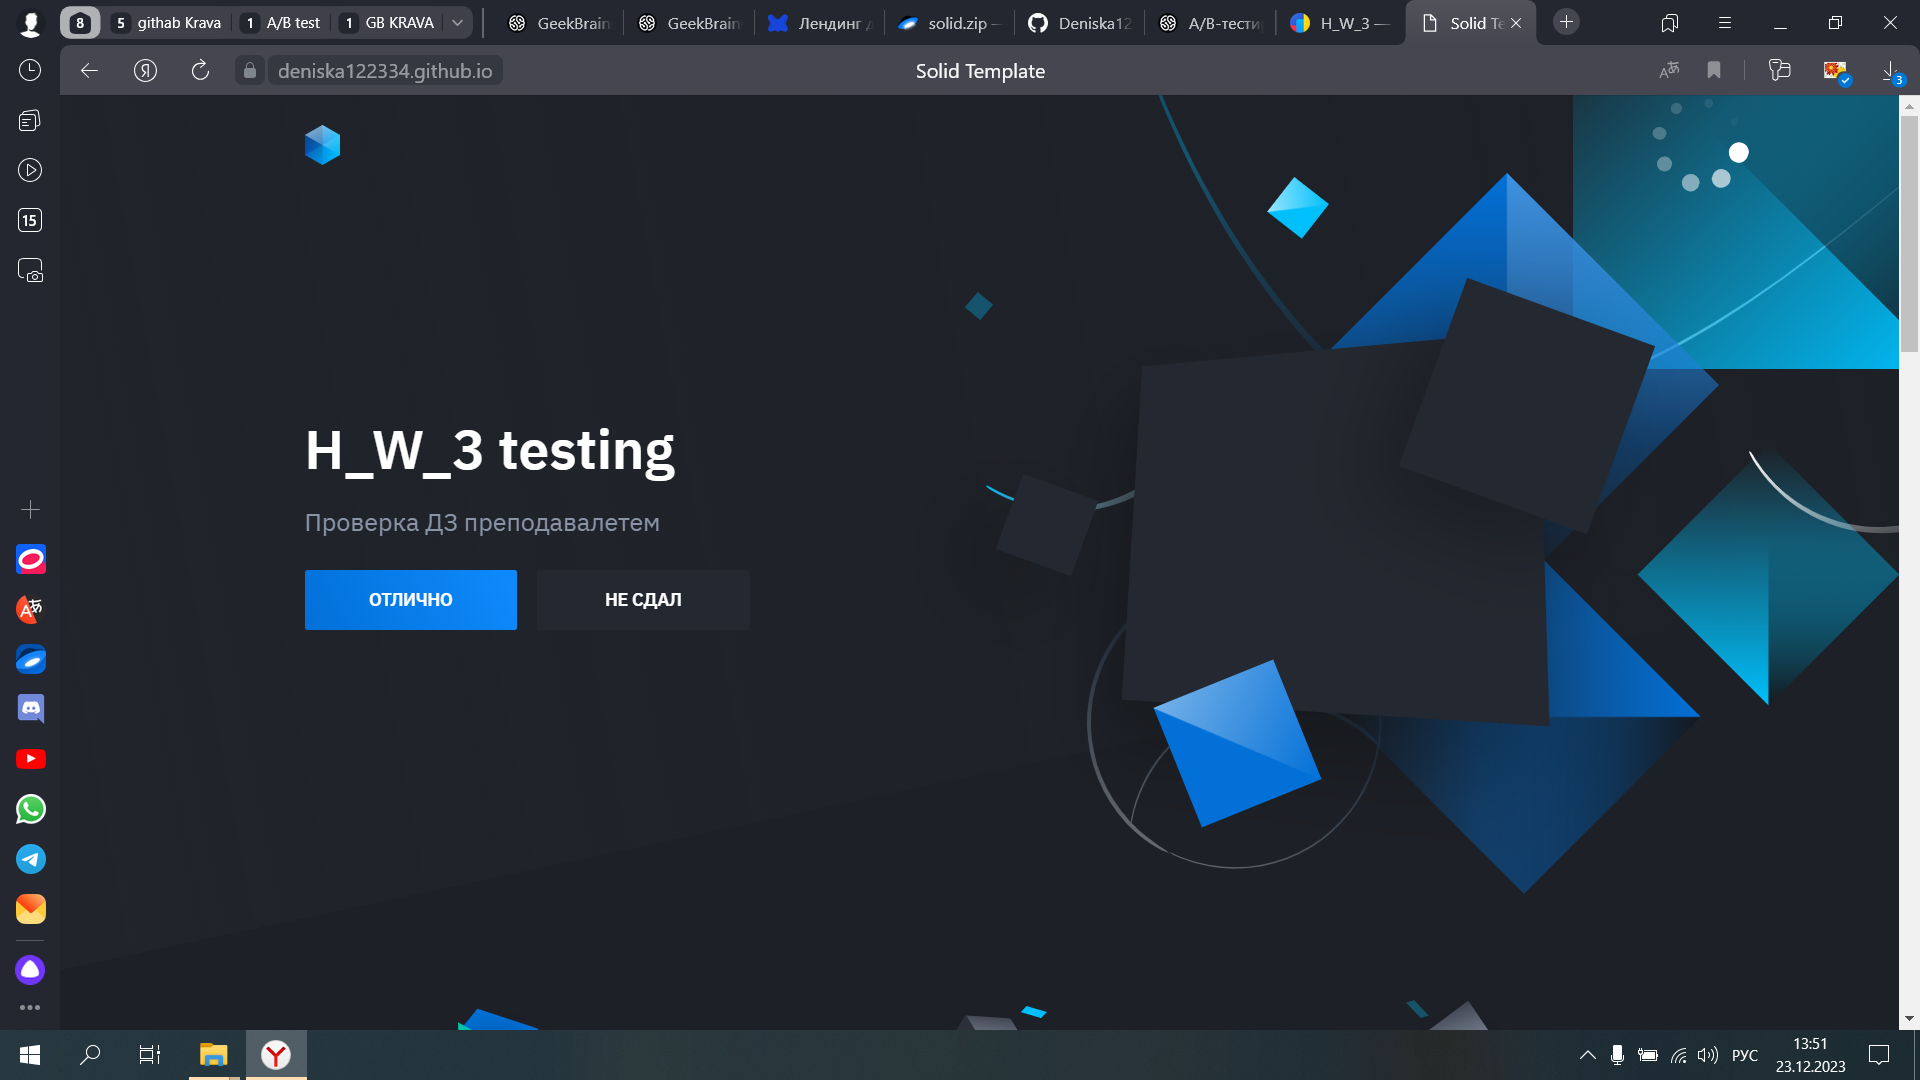 8
5 githab Krava
1 A/B test
1 GB KRAVA
GeekBrain
GeekBrain
Лендинг д
solid.zip –
Deniska12
A/B-тести
H_W_3 —
Solid Te
Я
deniska122334.github.io
Solid Template
3
15
H_W_3 testing
Проверка ДЗ преподавалетем
ОТЛИЧНО
НЕ СДАЛ
РУС
13:51
23.12.2023